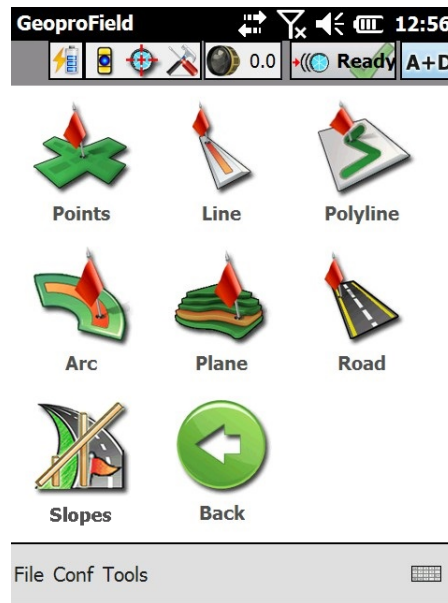 GeoproField 12:56
0.0 Ready A+D
Points Line Polyline
Arc Plane Road
Slopes Back
File Conf Tools